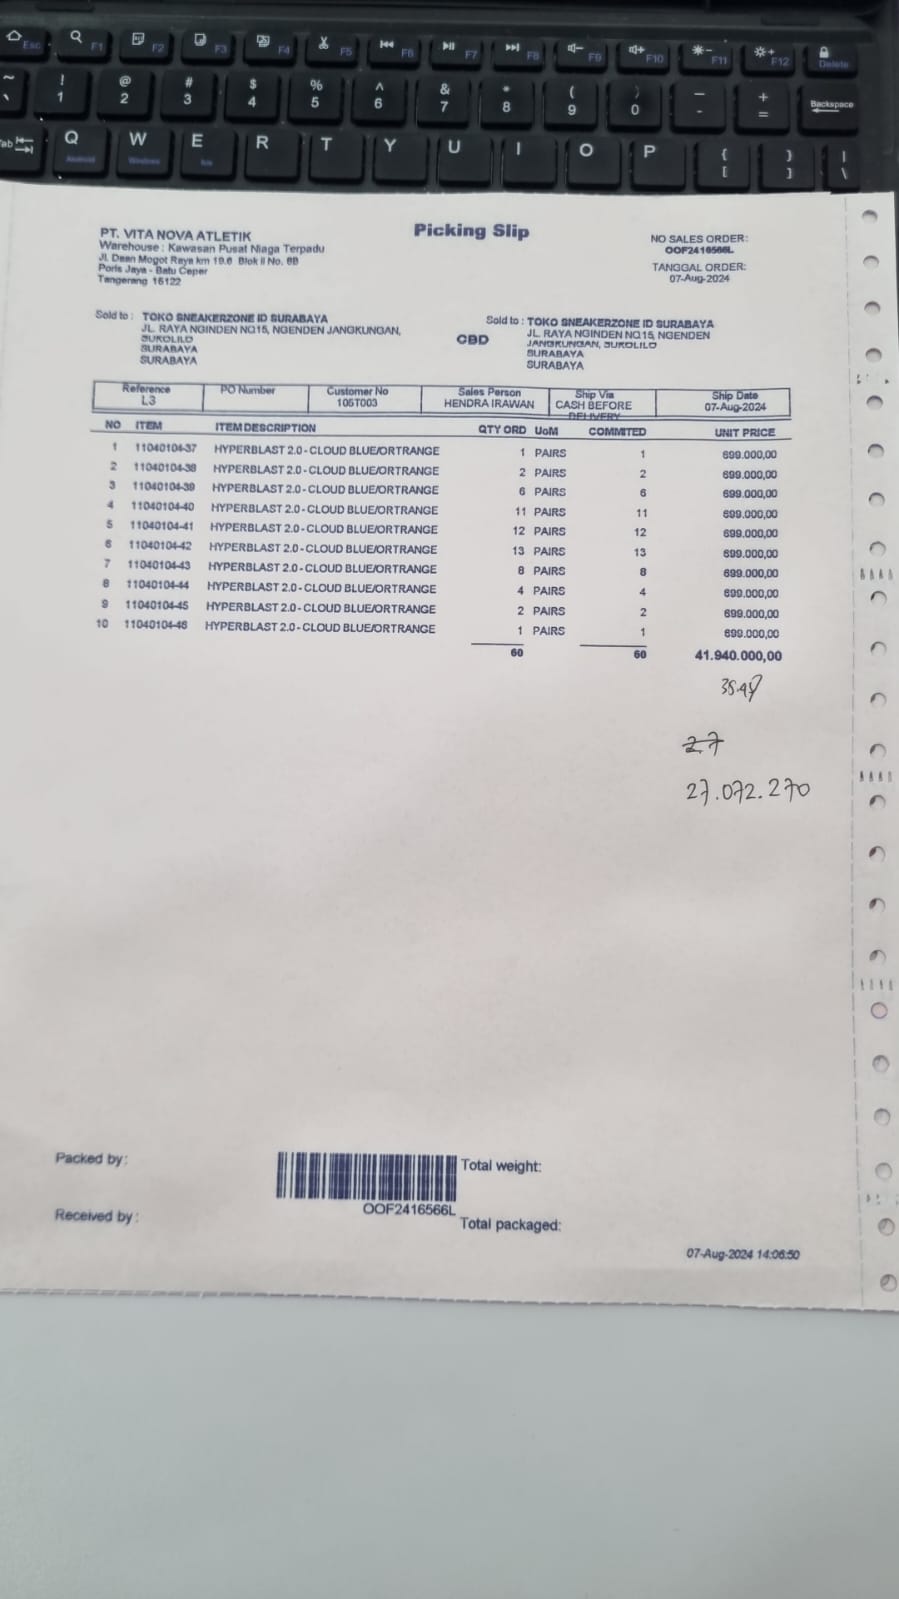 Esc F1 F2 F3 F4 F5 F6 F7 F8 F9 F10 F11 F12 Delete
~ ! @ # $ % ^ & * ( ) _ +
` 1 2 3 4 5 6 7 8 9 0 - = Backspace
Tab Q W E R T Y U I O P { } |
Android Windows [ ] \
Picking Slip
PT. VITA NOVA ATLETIK
Warehouse : Kawasan Pusat Niaga Terpadu
Jl. Daan Mogot Raya km 19.6 Blok II No. 8B
Poris Jaya - Batu Ceper
Tangerang 15122
NO SALES ORDER:
OOF2416566L
TANGGAL ORDER:
07-Aug-2024
Sold to : TOKO SNEAKERZONE ID SURABAYA
JL. RAYA NGINDEN NO15, NGENDEN JANGKUNGAN,
SUKOLILO
SURABAYA
SURABAYA
CBD
Sold to : TOKO SNEAKERZONE ID SURABAYA
JL. RAYA NGINDEN NO15, NGENDEN
JANGKUNGAN, SUKOLILO
SURABAYA
SURABAYA
Reference PO Number Customer No Sales Person Ship Via Ship Date
L3 105T003 HENDRA IRAWAN CASH BEFORE DELIVERY 07-Aug-2024
NO ITEM ITEM DESCRIPTION QTY ORD UoM COMMITED UNIT PRICE
1 11040104-37 HYPERBLAST 2.0 - CLOUD BLUE/ORTRANGE 1 PAIRS 1 699.000,00
2 11040104-38 HYPERBLAST 2.0 - CLOUD BLUE/ORTRANGE 2 PAIRS 2 699.000,00
3 11040104-39 HYPERBLAST 2.0 - CLOUD BLUE/ORTRANGE 6 PAIRS 6 699.000,00
4 11040104-40 HYPERBLAST 2.0 - CLOUD BLUE/ORTRANGE 11 PAIRS 11 699.000,00
5 11040104-41 HYPERBLAST 2.0 - CLOUD BLUE/ORTRANGE 12 PAIRS 12 699.000,00
6 11040104-42 HYPERBLAST 2.0 - CLOUD BLUE/ORTRANGE 13 PAIRS 13 699.000,00
7 11040104-43 HYPERBLAST 2.0 - CLOUD BLUE/ORTRANGE 8 PAIRS 8 699.000,00
8 11040104-44 HYPERBLAST 2.0 - CLOUD BLUE/ORTRANGE 4 PAIRS 4 699.000,00
9 11040104-45 HYPERBLAST 2.0 - CLOUD BLUE/ORTRANGE 2 PAIRS 2 699.000,00
10 11040104-46 HYPERBLAST 2.0 - CLOUD BLUE/ORTRANGE 1 PAIRS 1 699.000,00
60 60 41.940.000,00
27
27.072.270
Packed by:
Total weight:
OOF2416566L
Received by:
Total packaged:
07-Aug-2024 14:06:50